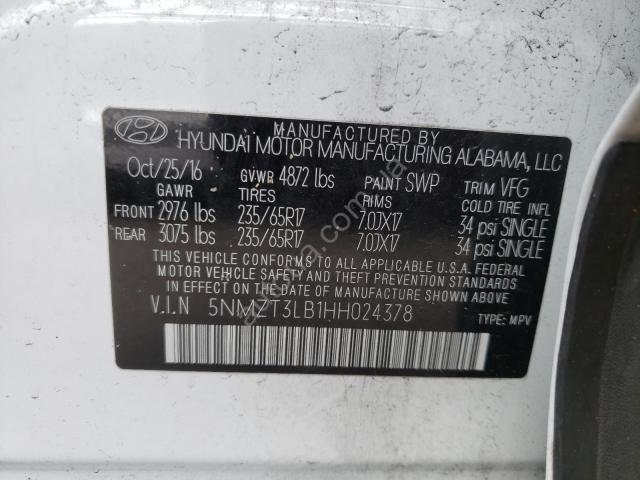 MANUFACTURED BY
HYUNDAI MOTOR MANUFACTURING ALABAMA, LLC
Oct/25/16 GVWR 4872 lbs PAINT SWP TRIM VFG
GAWR TIRES RIMS COLD TIRE INFL
FRONT 2976 lbs 235/65R17 7.0JX17 34 psi SINGLE
REAR 3075 lbs 235/65R17 7.0JX17 34 psi SINGLE
THIS VEHICLE CONFORMS TO ALL APPLICABLE U.S.A. FEDERAL
MOTOR VEHICLE SAFETY AND THEFT PREVENTION STANDARDS
IN EFFECT ON THE DATE OF MANUFACTURE SHOWN ABOVE.
V.I.N 5NMZT3LB1HH024378 TYPE: MPV